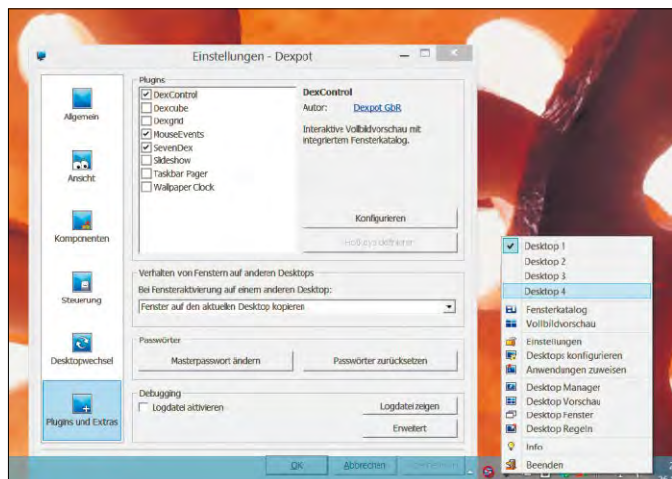 Einstellungen - Dexpot
Allgemein
Ansicht
Komponenten
Steuerung
Desktopwechsel
Plugins und Extras
Plugins
DexControl
Dexcube
Dexgrid
MouseEvents
SevenDex
Slideshow
Taskbar Pager
Wallpaper Clock
DexControl
Autor: Dexpot GbR
Interaktive Vollbildvorschau mit
integriertem Fensterkatalog.
Konfigurieren
Hotkeys definieren
Verhalten von Fenstern auf anderen Desktops
Bei Fensteraktivierung auf einem anderen Desktop:
Fenster auf den aktuellen Desktop kopieren
Passwörter
Masterpasswort ändern
Passwörter zurücksetzen
Debugging
Logdatei aktivieren
Logdatei zeigen
Erweitert
OK
Abbrechen
Desktop 1
Desktop 2
Desktop 3
Desktop 4
Fensterkatalog
Vollbildvorschau
Einstellungen
Desktops konfigurieren
Anwendungen zuweisen
Desktop Manager
Desktop Vorschau
Desktop Fenster
Desktop Regeln
Info
Beenden